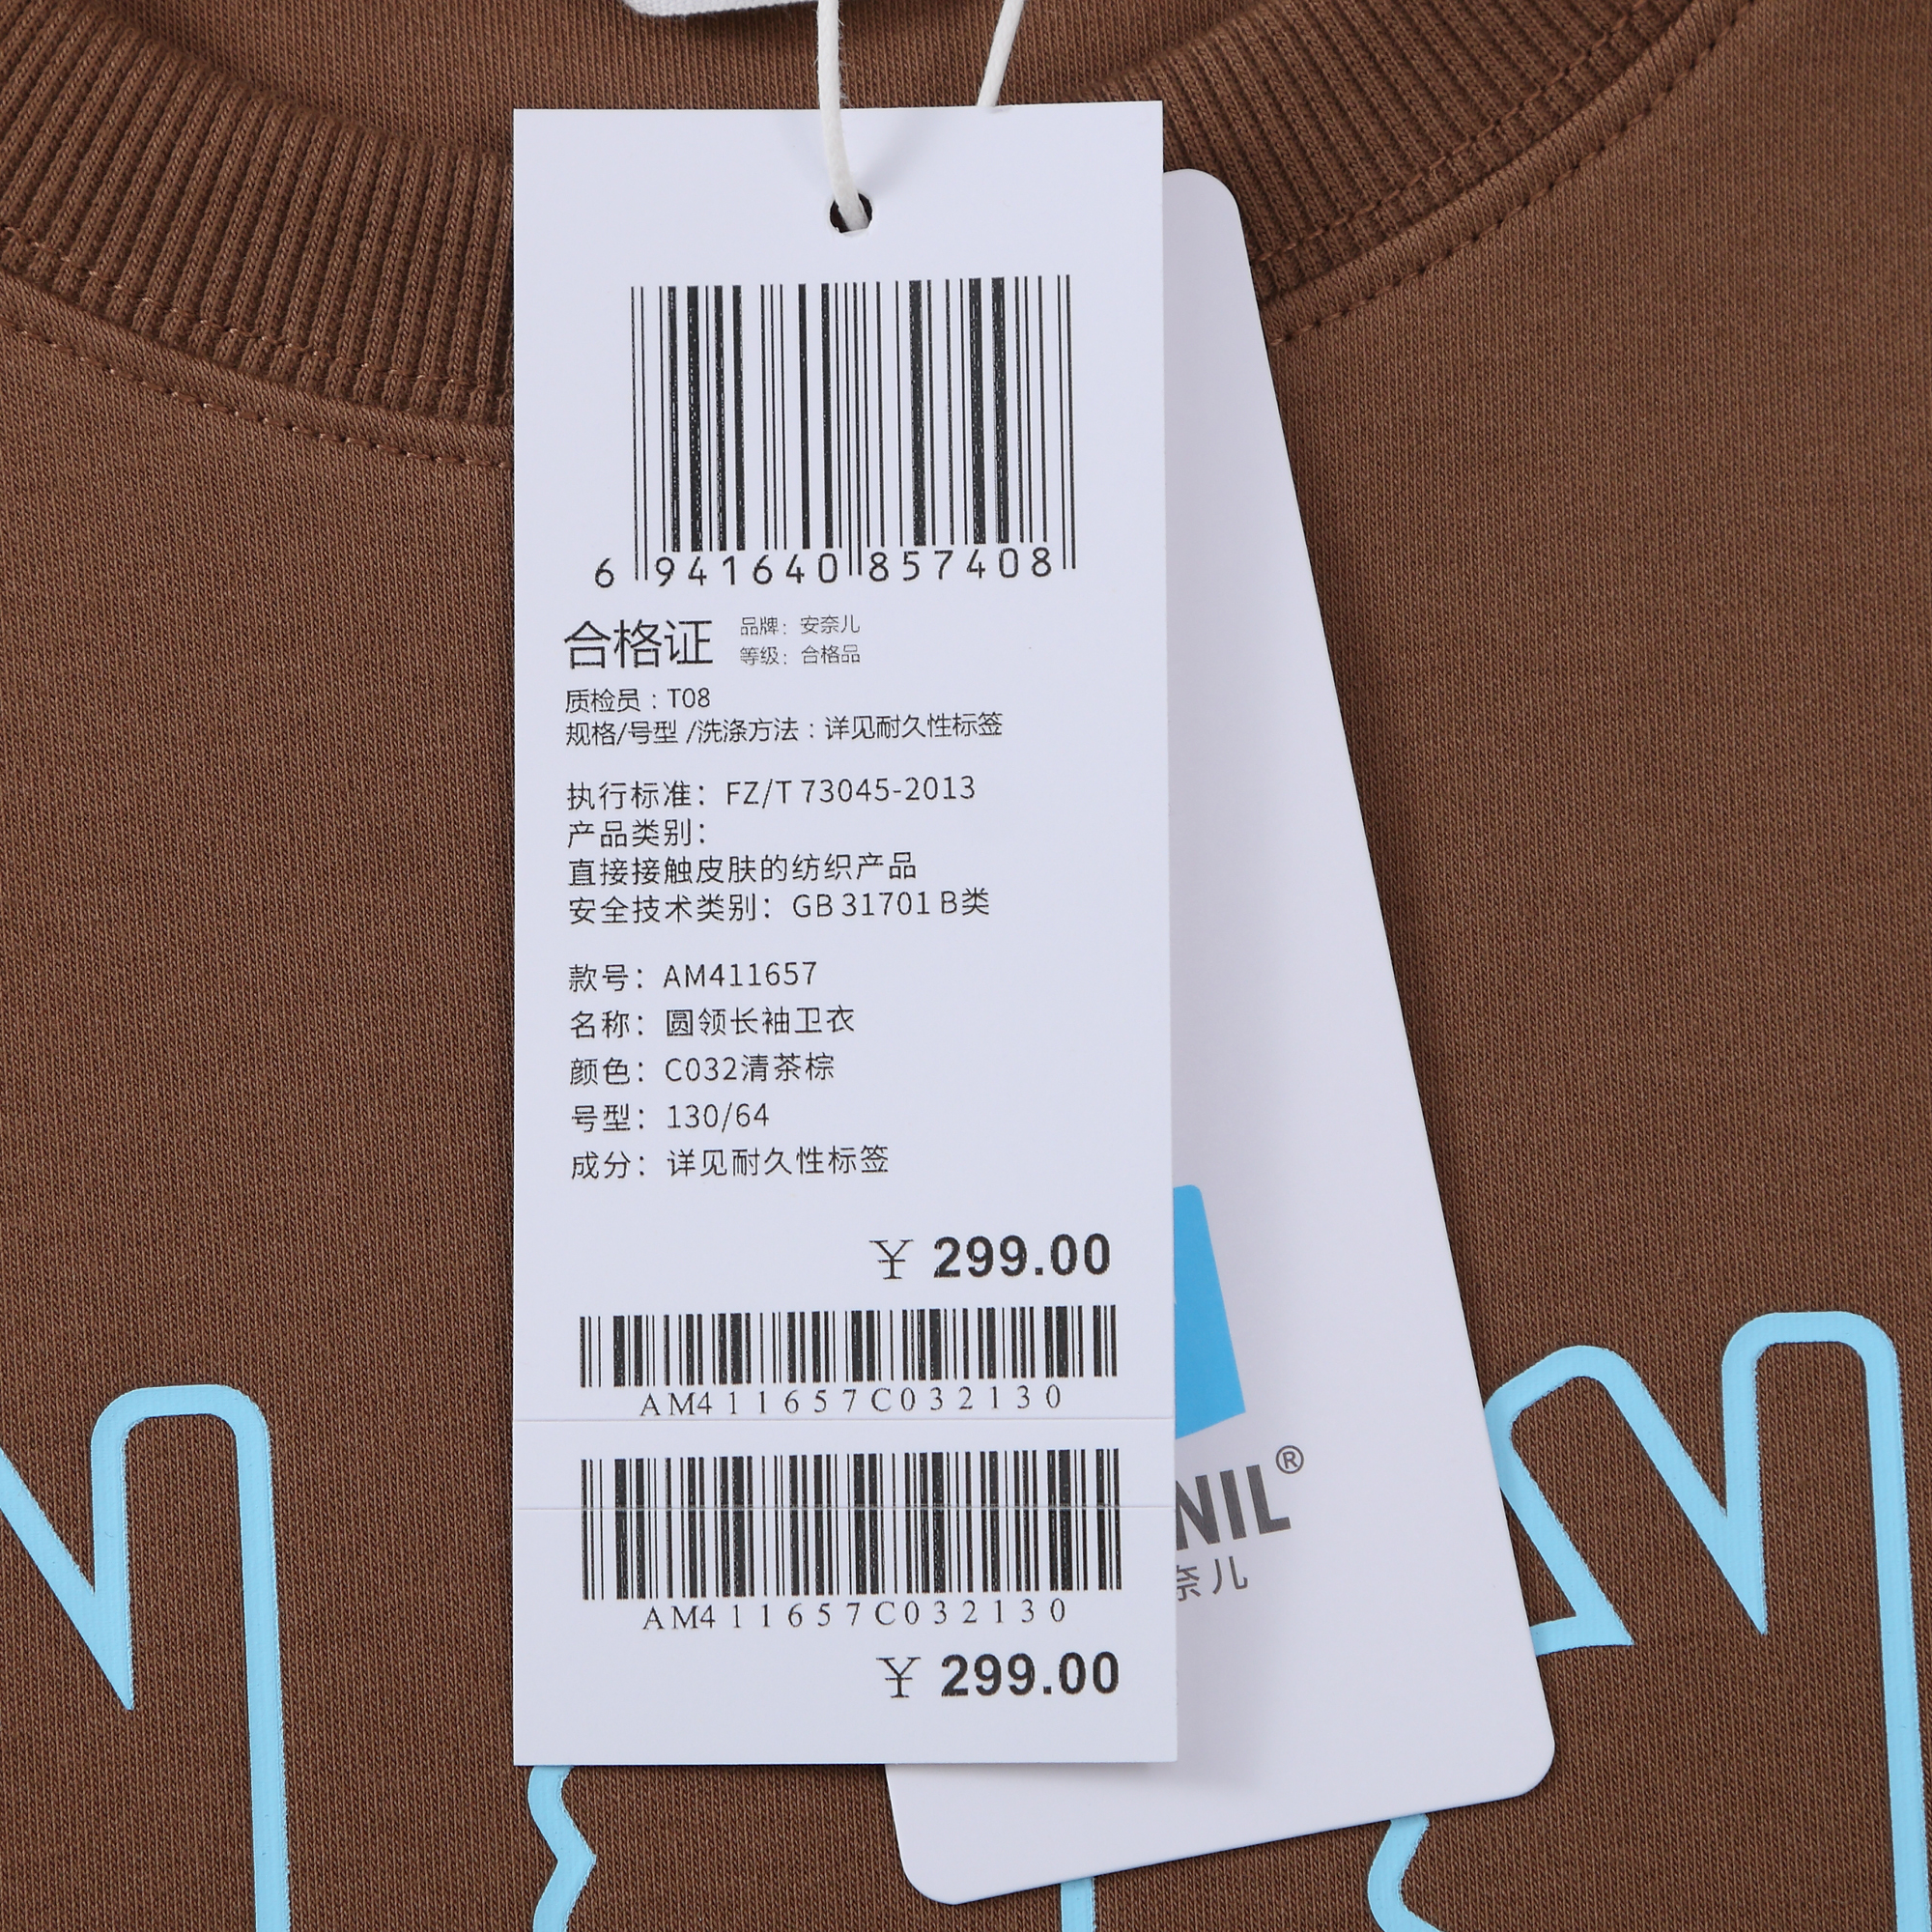 6 941640 857408
合格证
品牌：安奈儿
等级：合格品
质检员：T08
规格/号型 /洗涤方法：详见耐久性标签
执行标准：FZ/T 73045-2013
产品类别：
直接接触皮肤的纺织产品
安全技术类别：GB 31701 B类
款号：AM411657
名称：圆领长袖卫衣
颜色：C032清茶棕
号型：130/64
成分：详见耐久性标签
￥ 299.00
AM411657C032130
AM411657C032130
￥ 299.00
NIL®
奈儿